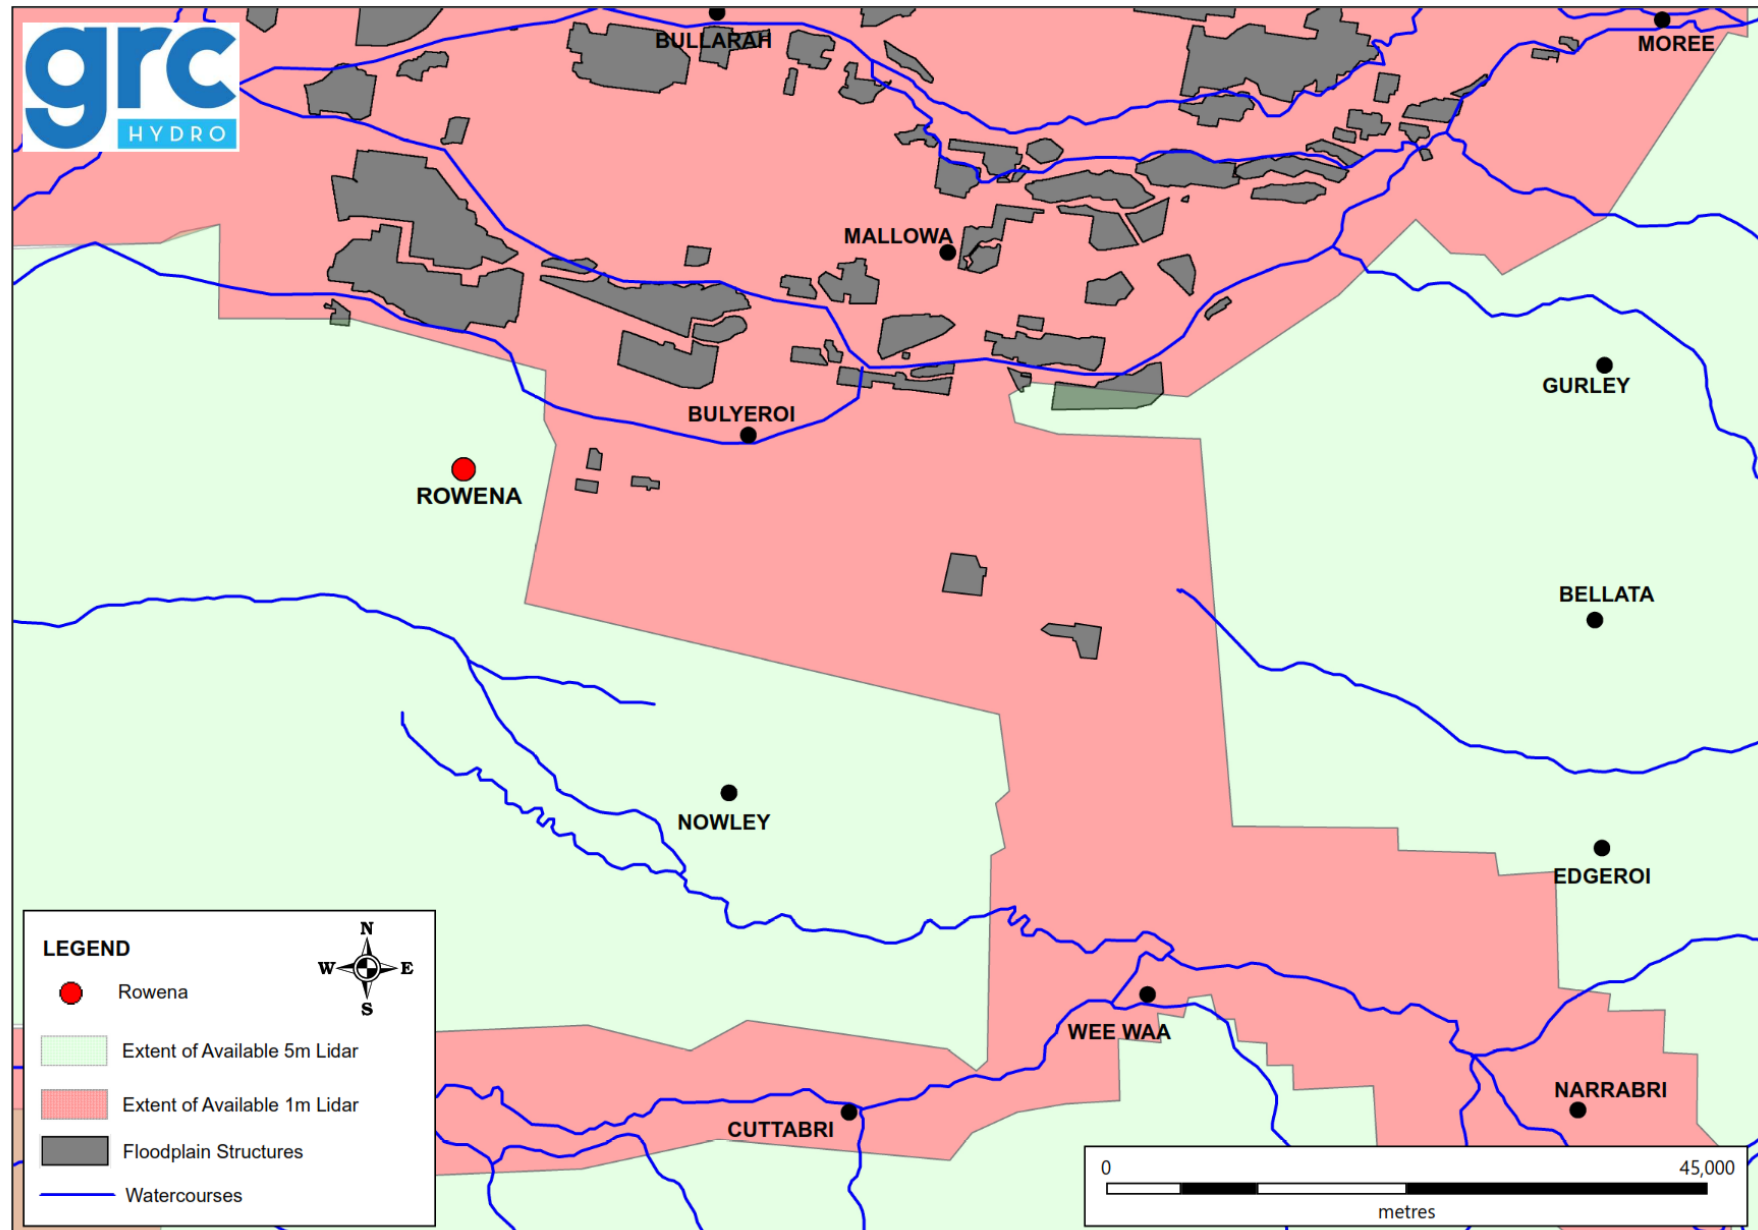 grc
HYDRO
BULLARAH
MOREE
MALLOWA
GURLEY
BULYEROI
ROWENA
BELLATA
NOWLEY
EDGEROI
WEE WAA
NARRABRI
CUTTABRI
LEGEND
N
W E
S
Rowena
Extent of Available 5m Lidar
Extent of Available 1m Lidar
Floodplain Structures
Watercourses
0 45,000
metres